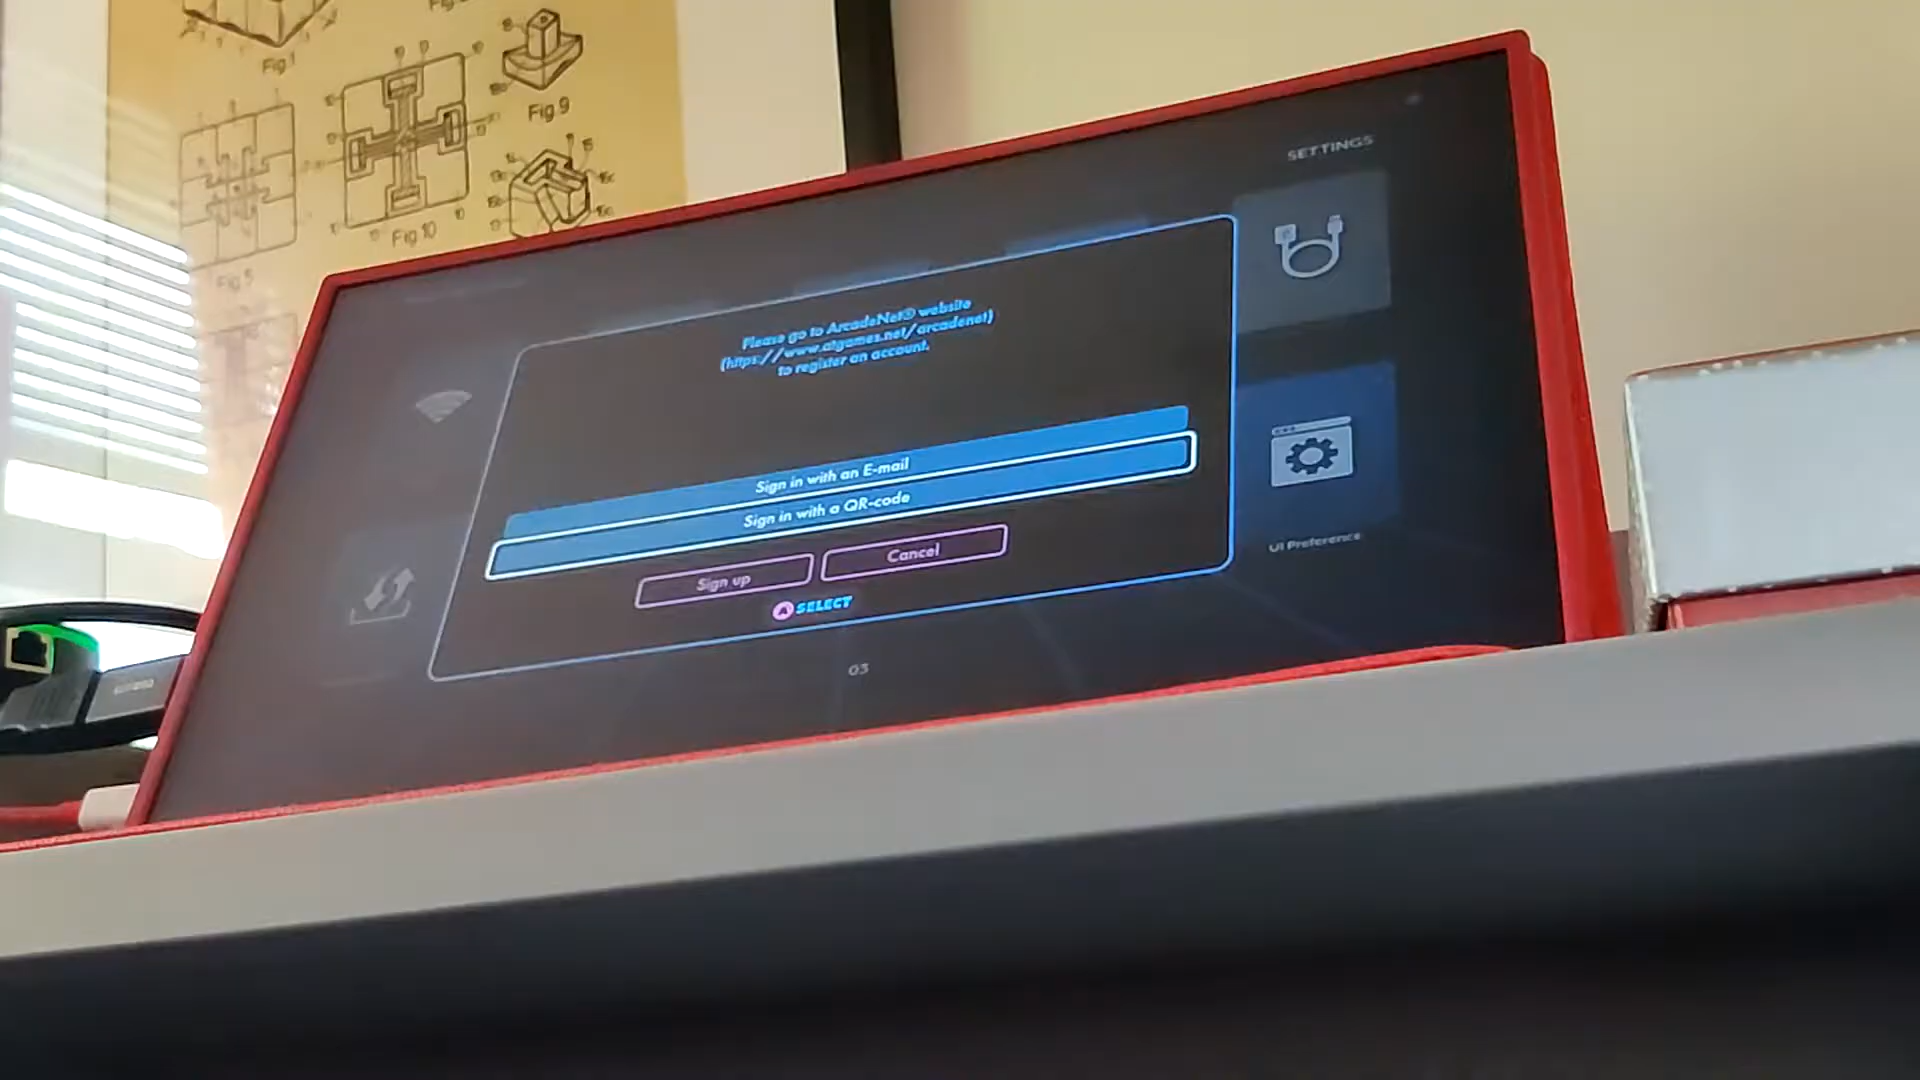 Fig.1
Fig.9
Fig.10
Fig.5
SETTINGS
Please go to ArcadeNet® website
(https://www.atgames.net/arcadenet)
to register an account.
Sign in with an E-mail
Sign in with a QR-code
Sign up
Cancel
A SELECT
UI Preference
03